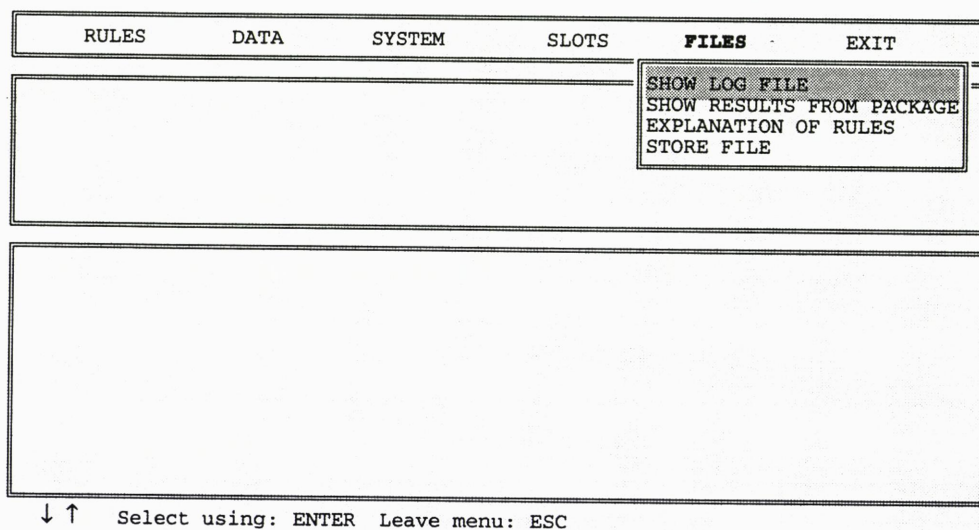 RULES DATA SYSTEM SLOTS FILES EXIT
SHOW LOG FILE
SHOW RESULTS FROM PACKAGE
EXPLANATION OF RULES
STORE FILE
↓ ↑ Select using: ENTER Leave menu: ESC